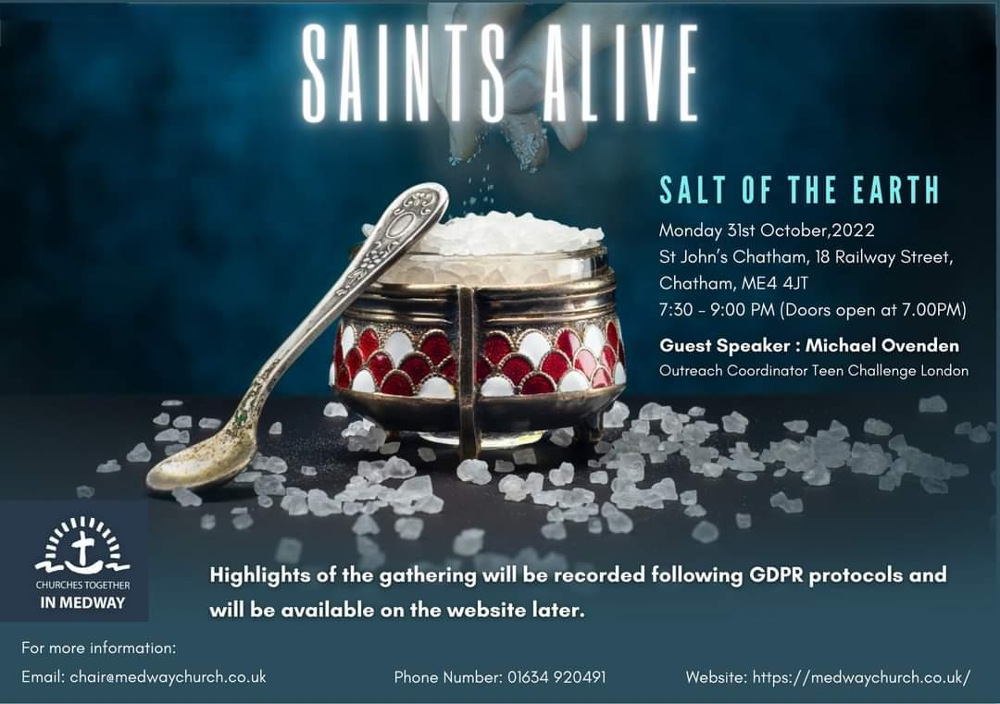 SAINTS ALIVE
SALT OF THE EARTH
Monday 31st October,2022
St John's Chatham, 18 Railway Street,
Chatham, ME4 4JT
7:30 - 9:00 PM (Doors open at 7.00PM)
Guest Speaker : Michael Ovenden
Outreach Coordinator Teen Challenge London
CHURCHES TOGETHER
IN MEDWAY
Highlights of the gathering will be recorded following GDPR protocols and
will be available on the website later.
For more information:
Email: chair@medwaychurch.co.uk
Phone Number: 01634 920491
Website: https://medwaychurch.co.uk/